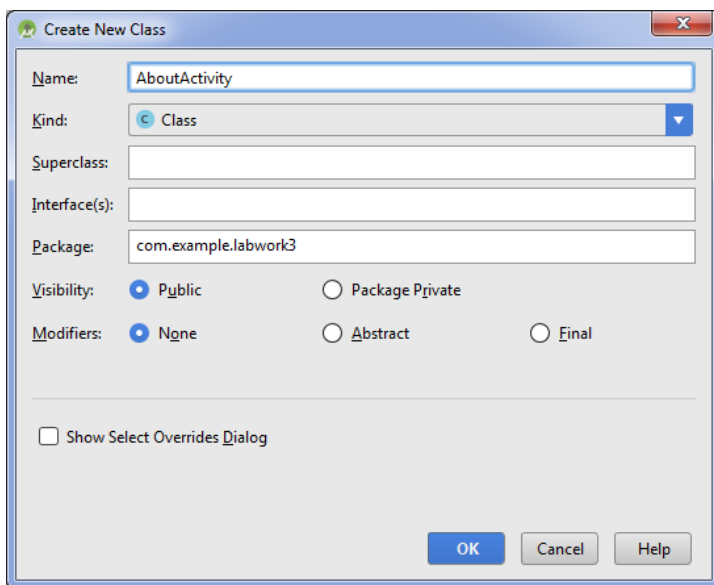 Create New Class
Name: AboutActivity
Kind: C Class
Superclass:
Interface(s):
Package: com.example.labwork3
Visibility: Public Package Private
Modifiers: None Abstract Final
Show Select Overrides Dialog
OK Cancel Help